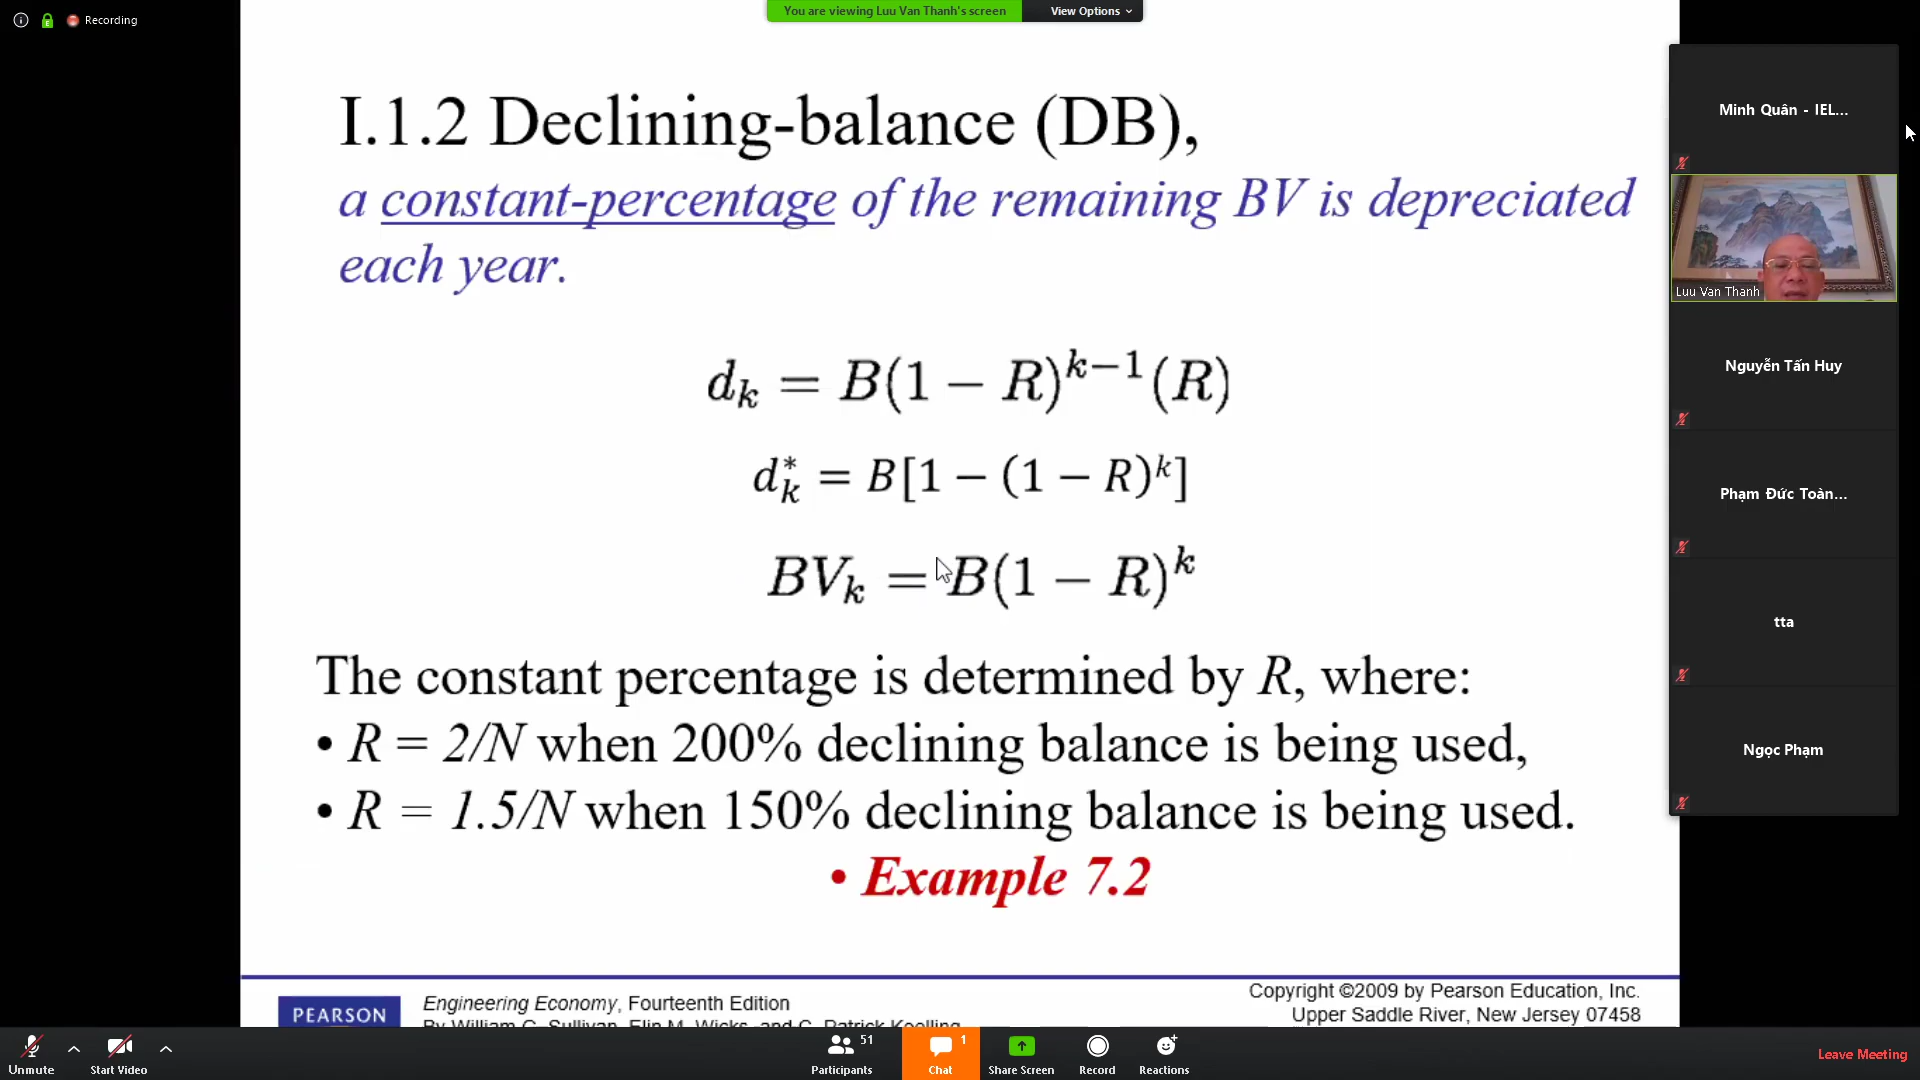 Recording
You are viewing Luu Van Thanh's screen
View Options
I.1.2 Declining-balance (DB),
a constant-percentage of the remaining BV is depreciated
each year.
d_k = B(1 − R)^{k−1}(R)
d_k^* = B[1 − (1 − R)^k]
BV_k = B(1 − R)^k
The constant percentage is determined by R, where:
• R = 2/N when 200% declining balance is being used,
• R = 1.5/N when 150% declining balance is being used.
• Example 7.2
PEARSON
Engineering Economy, Fourteenth Edition
By William G. Sullivan, Elin M. Wicks, and C. Patrick Koelling
Copyright ©2009 by Pearson Education, Inc.
Upper Saddle River, New Jersey 07458
Minh Quân - IEL...
Luu Van Thanh
Nguyễn Tấn Huy
Phạm Đức Toàn...
tta
Ngọc Phạm
Unmute
Start Video
Participants
51
Chat
1
Share Screen
Record
Reactions
Leave Meeting